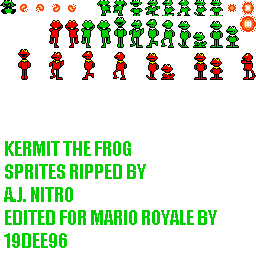 KERMIT THE FROG
SPRITES RIPPED BY
A.J. NITRO
EDITED FOR MARIO ROYALE BY
19DEE96